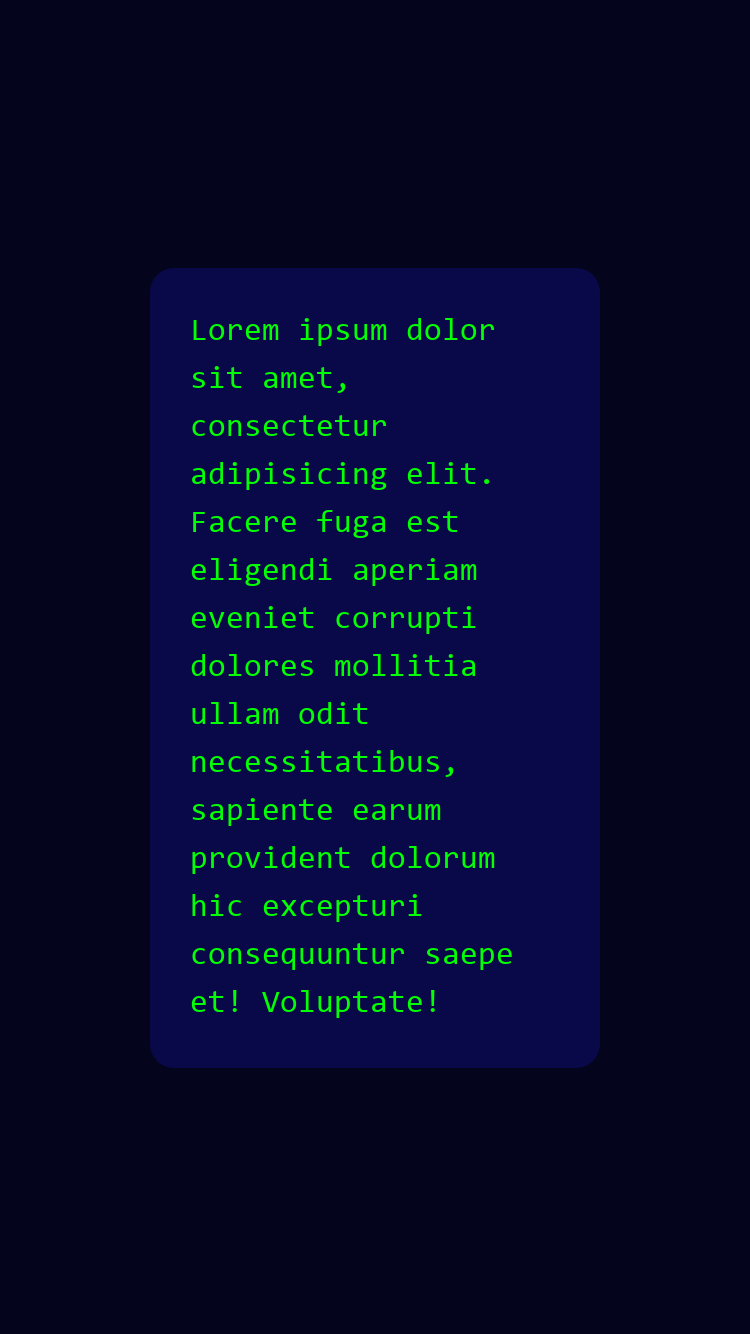 Lorem ipsum dolor
sit amet,
consectetur
adipisicing elit.
Facere fuga est
eligendi aperiam
eveniet corrupti
dolores mollitia
ullam odit
necessitatibus,
sapiente earum
provident dolorum
hic excepturi
consequuntur saepe
et! Voluptate!